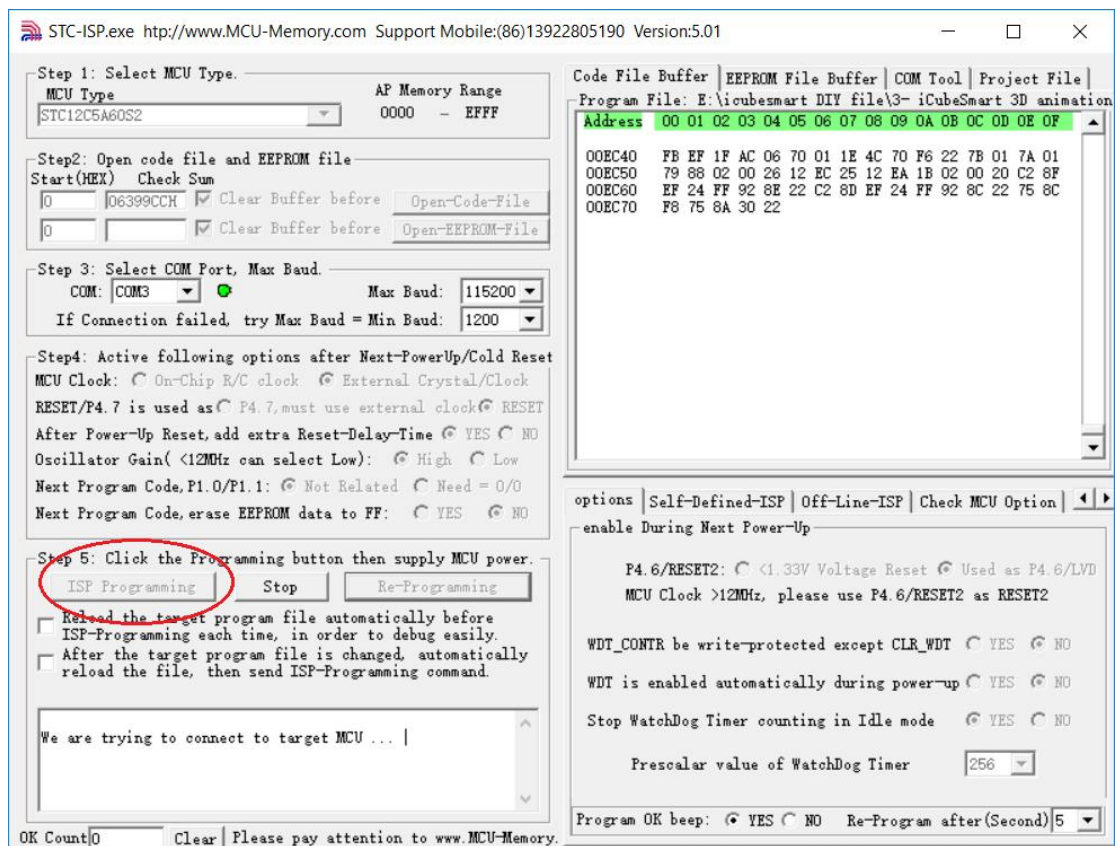 STC-ISP.exe htp://www.MCU-Memory.com Support Mobile:(86)13922805190 Version:5.01
Step 1: Select MCU Type.
MCU Type
AP Memory Range
STC12C5A60S2
0000 - EFFF
Step2: Open code file and EEPROM file
Start(HEX) Check Sum
0 06399CCH Clear Buffer before Open-Code-File
0 Clear Buffer before Open-EEPROM-File
Step 3: Select COM Port, Max Baud.
COM: COM3 Max Baud: 115200
If Connection failed, try Max Baud = Min Baud: 1200
Step4: Active following options after Next-PowerUp/Cold Reset
MCU Clock: On-Chip R/C clock External Crystal/Clock
RESET/P4.7 is used as P4.7,must use external clock RESET
After Power-Up Reset,add extra Reset-Delay-Time YES NO
Oscillator Gain( <12MHz can select Low): High Low
Next Program Code,P1.0/P1.1: Not Related Need = 0/0
Next Program Code,erase EEPROM data to FF: YES NO
Step 5: Click the Programming button then supply MCU power.
ISP Programming Stop Re-Programming
Reload the target program file automatically before
ISP-Programming each time, in order to debug easily.
After the target program file is changed, automatically
reload the file, then send ISP-Programming command.
We are trying to connect to target MCU ...
OK Count 0 Clear Please pay attention to www.MCU-Memory.
Code File Buffer EEPROM File Buffer COM Tool Project File
Program File: E:\icubesmart DIY file\3- iCubeSmart 3D animation
Address 00 01 02 03 04 05 06 07 08 09 0A 0B 0C 0D 0E 0F
00EC40 FB EF 1F AC 06 70 01 1E 4C 70 F6 22 7B 01 7A 01
00EC50 79 88 02 00 26 12 EC 25 12 EA 1B 02 00 20 C2 8F
00EC60 EF 24 FF 92 8E 22 C2 8D EF 24 FF 92 8C 22 75 8C
00EC70 F8 75 8A 30 22
options Self-Defined-ISP Off-Line-ISP Check MCU Option
enable During Next Power-Up
P4.6/RESET2: <1.33V Voltage Reset Used as P4.6/LVD
MCU Clock >12MHz, please use P4.6/RESET2 as RESET2
WDT_CONTR be write-protected except CLR_WDT YES NO
WDT is enabled automatically during power-up YES NO
Stop WatchDog Timer counting in Idle mode YES NO
Prescalar value of WatchDog Timer 256
Program OK beep: YES NO Re-Program after(Second) 5